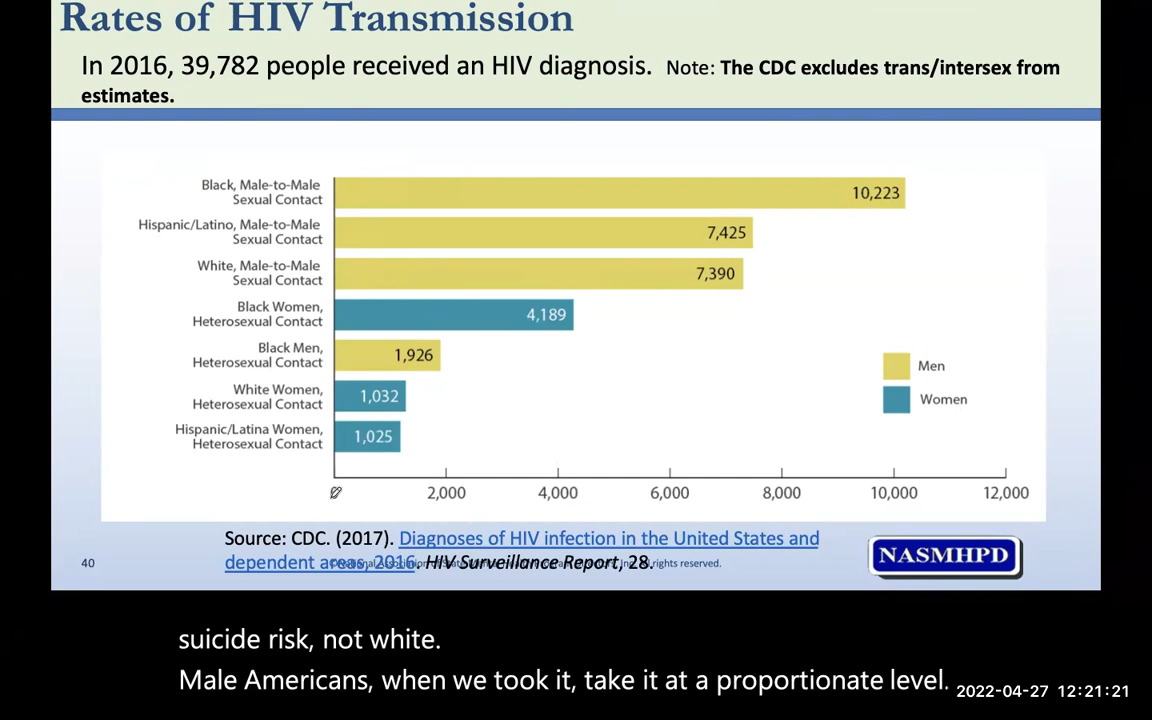 Rates of HIV Transmission
In 2016, 39,782 people received an HIV diagnosis. Note: The CDC excludes trans/intersex from
estimates.
Black, Male-to-Male
Sexual Contact
10,223
Hispanic/Latino, Male-to-Male
Sexual Contact
7,425
White, Male-to-Male
Sexual Contact
7,390
Black Women,
Heterosexual Contact
4,189
Black Men,
Heterosexual Contact
1,926
White Women,
Heterosexual Contact
1,032
Hispanic/Latina Women,
Heterosexual Contact
1,025
Men
Women
2,000 4,000 6,000 8,000 10,000 12,000
Source: CDC. (2017). Diagnoses of HIV infection in the United States and
dependent areas, 2016. HIV Surveillance Report, 28.
rights reserved.
40
NASMHPD
suicide risk, not white.
Male Americans, when we took it, take it at a proportionate level.
2022-04-27 12:21:21